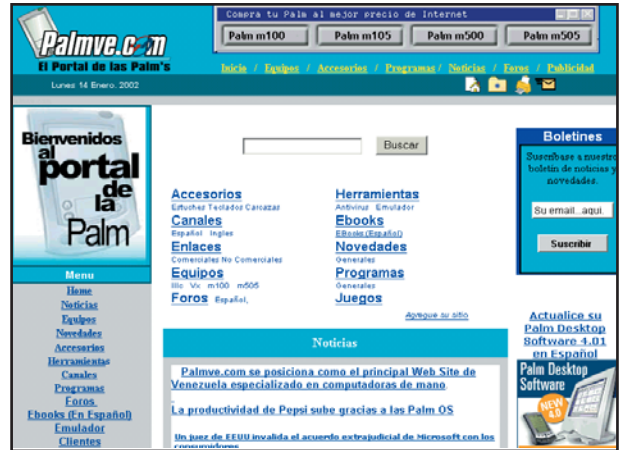 Compra tu Palm al mejor precio de Internet
Palm m100 Palm m105 Palm m500 Palm m505
Palmve.com
El Portal de las Palm's
Inicio / Equipos / Accesorios / Programas / Noticias / Foros / Publicidad
Lunes 14 Enero. 2002
Bienvenidos
al
portal
de
la
Palm
Menu
Home
Noticias
Equipos
Novedades
Accesorios
Herramientas
Canales
Programas
Foros
Ebooks (En Español)
Emulador
Clientes
Buscar
Accesorios
Estuches Teclados Carcazas
Canales
Español Ingles
Enlaces
Comerciales No Comerciales
Equipos
IIIc Vx m100 m505
Foros Español,
Herramientas
Antivirus Emulador
Ebooks
EBooks (Español)
Novedades
Generales
Programas
Generales
Juegos
Agregue su sitio
Noticias
Palmve.com se posiciona como el principal Web Site de
Venezuela especializado en computadoras de mano
La productividad de Pepsi sube gracias a las Palm OS
Un juez de EEUU invalida el acuerdo extrajudicial de Microsoft con los
consumidores
Boletines
Suscribase a nuestro
boletin de noticias y
novedades.
Su email...aqui.
Suscribir
Actualice su
Palm Desktop
Software 4.01
en Español
Palm Desktop
Software
NEW
4.0